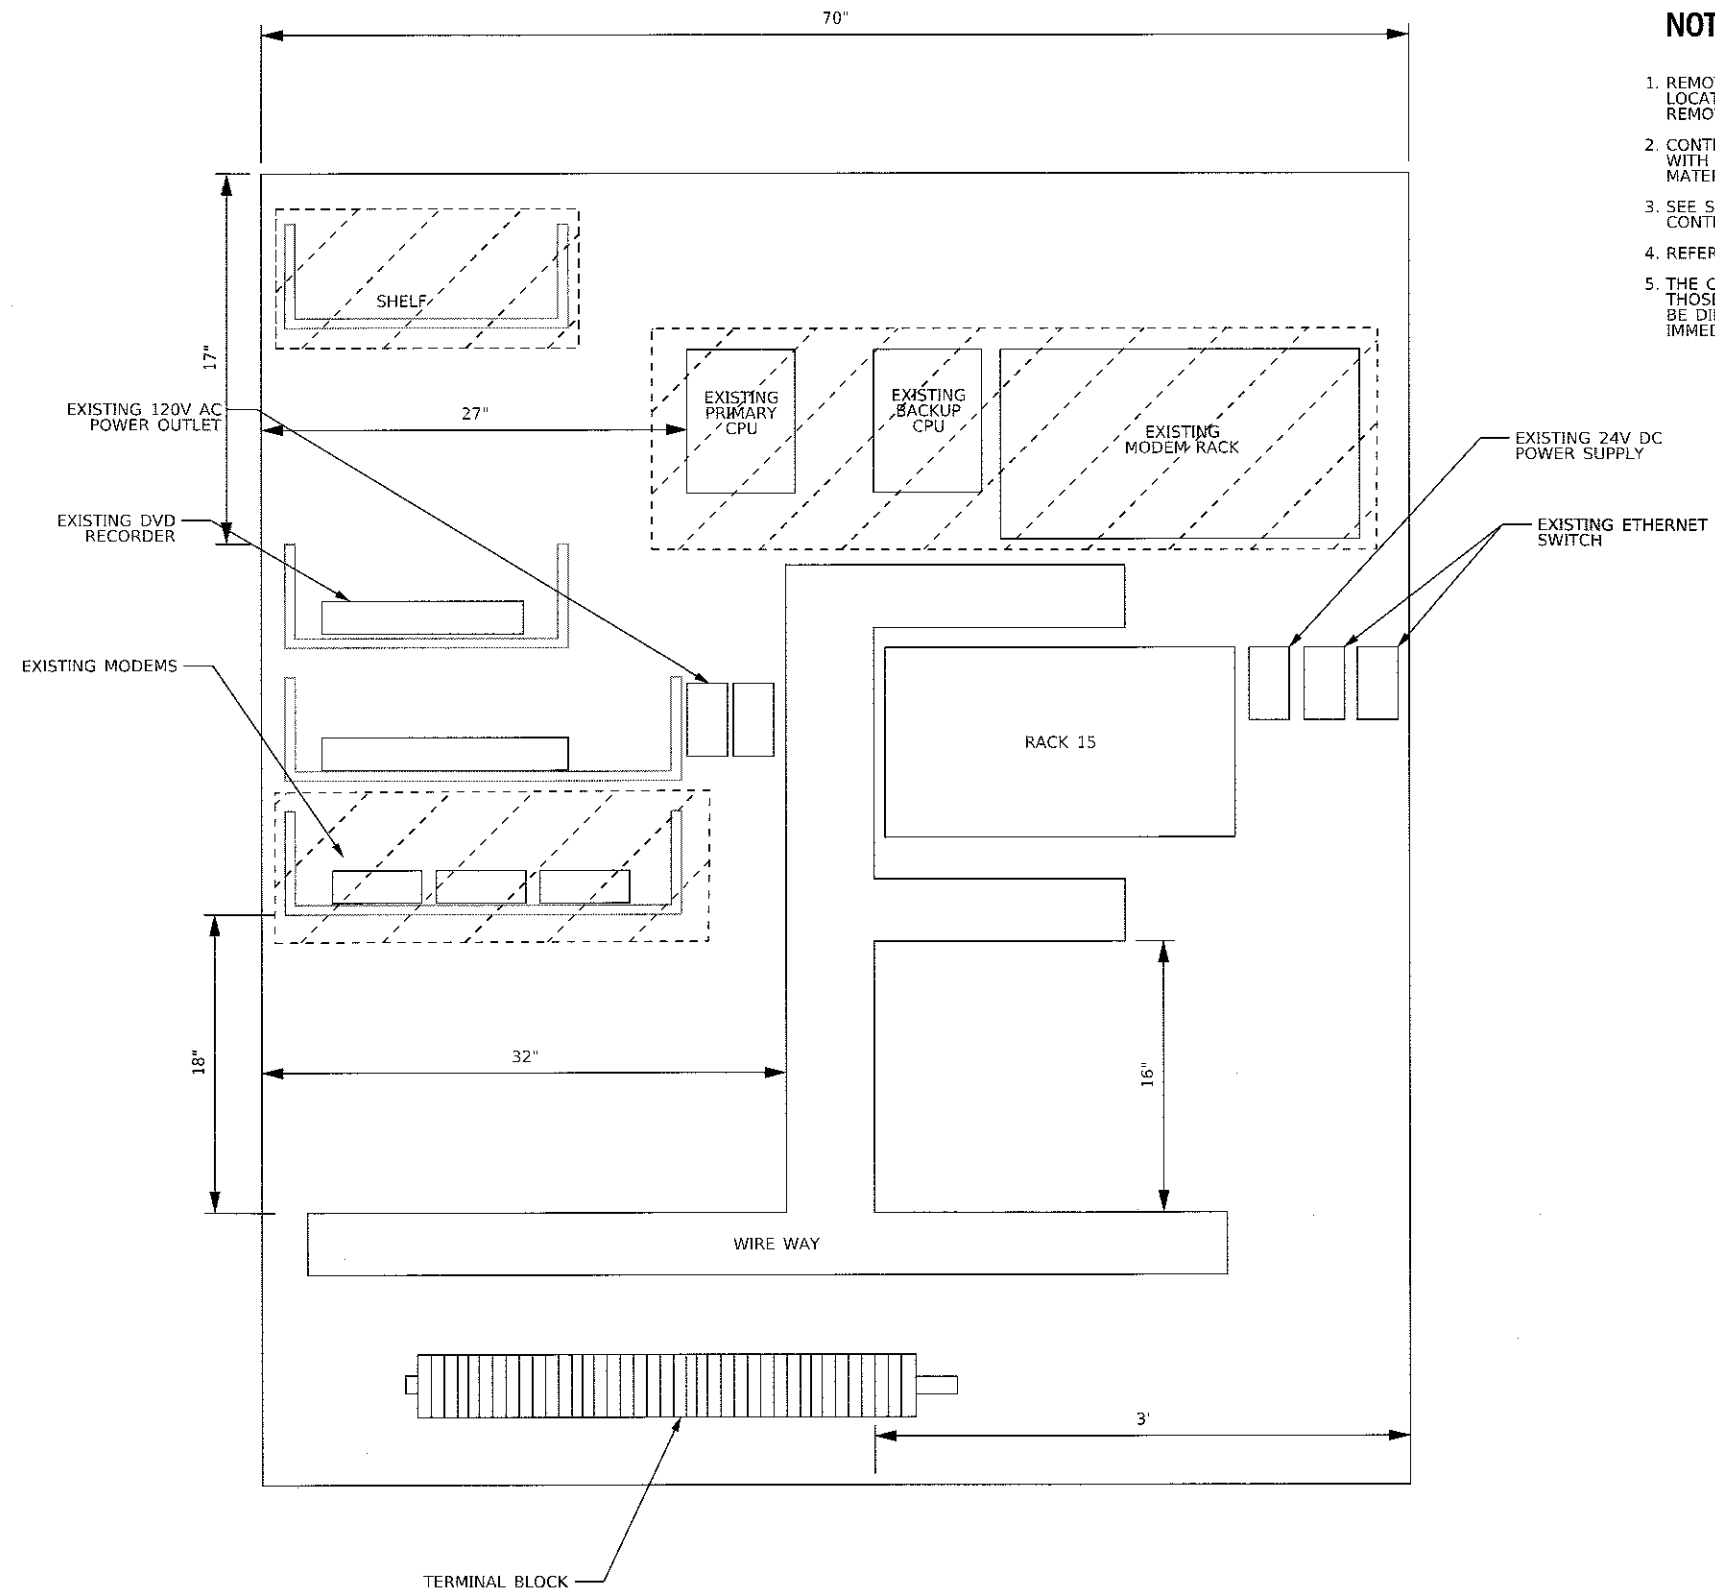 70"
NOT
1. REMO
LOCAT
REMO
2. CONT
WITH
MATER
3. SEE S
CONT
4. REFER
5. THE C
THOSE
BE DI
IMMED
SHELF
17"
EXISTING 120V AC
POWER OUTLET
27"
EXISTING
PRIMARY
CPU
EXISTING
BACKUP
CPU
EXISTING
MODEM RACK
EXISTING 24V DC
POWER SUPPLY
EXISTING DVD
RECORDER
EXISTING ETHERNET
SWITCH
EXISTING MODEMS
RACK 15
18"
32"
16"
WIRE WAY
3'
TERMINAL BLOCK